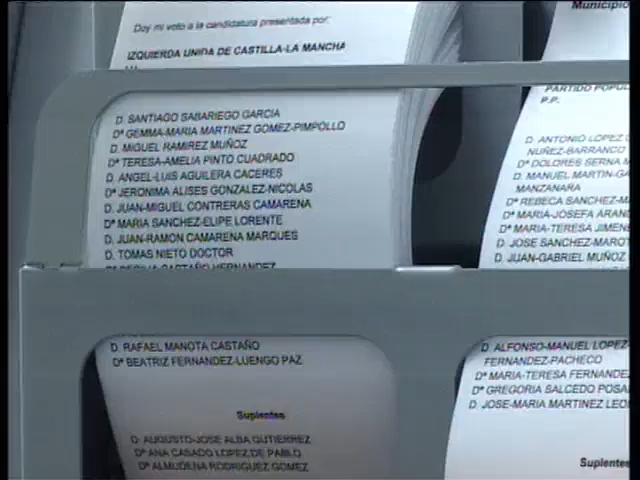 Doy mi voto a la candidatura presentada por:
IZQUIERDA UNIDA DE CASTILLA-LA MANCHA
D. SANTIAGO SABARIEGO GARCIA
Dª GEMMA-MARIA MARTINEZ GOMEZ-PIMPOLLO
D. MIGUEL RAMIREZ MUÑOZ
Dª TERESA-AMELIA PINTO CUADRADO
D. ANGEL-LUIS AGUILERA CACERES
Dª JERONIMA ALISES GONZALEZ-NICOLAS
D. JUAN-MIGUEL CONTRERAS CAMARENA
Dª MARIA SANCHEZ-ELIPE LORENTE
D. JUAN-RAMON CAMARENA MARQUES
D. TOMAS NIETO DOCTOR
CASTAÑO HERNANDEZ
D. RAFAEL MANOTA CASTAÑO
Dª BEATRIZ FERNANDEZ-LUENGO PAZ
Suplentes
D. AUGUSTO-JOSE ALBA GUTIERREZ
Dª ANA CASADO LOPEZ DE PABLO
Dª ALMUDENA RODRIGUEZ GOMEZ
Municipio
PARTIDO POPUL
P.P.
D. ANTONIO LOPEZ
NUÑEZ-BARRANCO
Dª DOLORES SERNA M
D. MANUEL MARTIN-GA
MANZANARA
Dª REBECA SANCHEZ-M
Dª MARIA-JOSEFA ARAN
Dª MARIA-TERESA JIMEN
D. JOSE SANCHEZ-MAROT
D. JUAN-GABRIEL MUÑOZ
D. ALFONSO-MANUEL LOPEZ-
FERNANDEZ-PACHECO
Dª MARIA-TERESA FERNANDE
Dª GREGORIA SALCEDO POSA
D. JOSE-MARIA MARTINEZ LEO
Suplentes